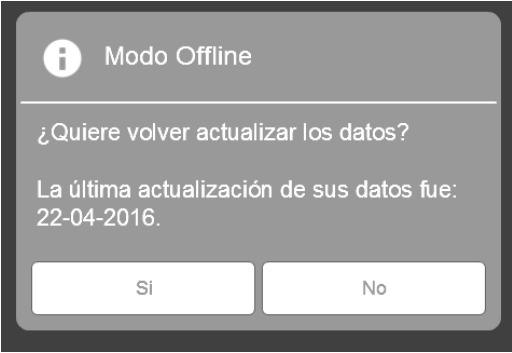 Modo Offline
¿Quiere volver actualizar los datos?
La última actualización de sus datos fue:
22-04-2016.
Si
No